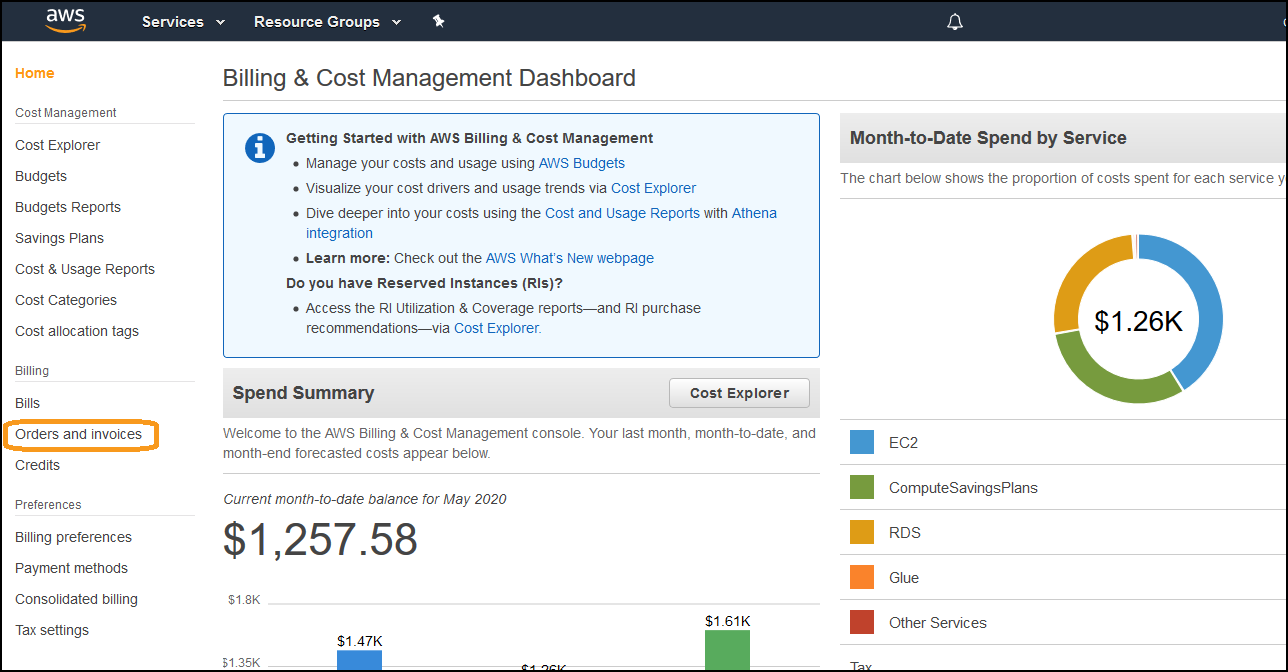 aws
Services
Resource Groups
Home
Cost Management
Cost Explorer
Budgets
Budgets Reports
Savings Plans
Cost & Usage Reports
Cost Categories
Cost allocation tags
Billing
Bills
Orders and invoices
Credits
Preferences
Billing preferences
Payment methods
Consolidated billing
Tax settings
Billing & Cost Management Dashboard
Getting Started with AWS Billing & Cost Management
• Manage your costs and usage using AWS Budgets
• Visualize your cost drivers and usage trends via Cost Explorer
• Dive deeper into your costs using the Cost and Usage Reports with Athena
integration
• Learn more: Check out the AWS What's New webpage
Do you have Reserved Instances (RIs)?
• Access the RI Utilization & Coverage reports—and RI purchase
recommendations—via Cost Explorer.
Spend Summary
Cost Explorer
Welcome to the AWS Billing & Cost Management console. Your last month, month-to-date, and
month-end forecasted costs appear below.
Current month-to-date balance for May 2020
$1,257.58
$1.8K
$1.61K
$1.47K
$1.35K
$1.26K
Month-to-Date Spend by Service
The chart below shows the proportion of costs spent for each service
$1.26K
EC2
ComputeSavingsPlans
RDS
Glue
Other Services
Tax